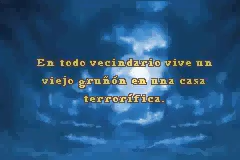 En todo vecindario vive un
viejo gruñón en una casa
terrorífica.